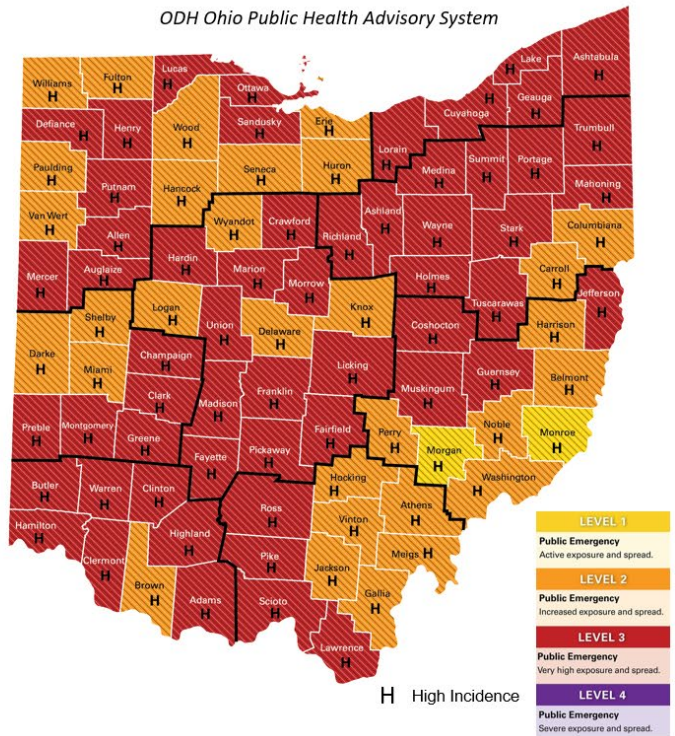 ODH Ohio Public Health Advisory System
Williams H
Fulton H
Lucas H
Ottawa H
Lake H
Ashtabula H
Geauga H
Cuyahoga H
Defiance H
Henry H
Wood H
Sandusky H
Erie H
Lorain H
Medina H
Summit H
Portage H
Trumbull H
Paulding H
Putnam H
Hancock H
Seneca H
Huron H
Mahoning H
Van Wert H
Allen H
Wyandot H
Crawford H
Richland H
Ashland H
Wayne H
Stark H
Columbiana H
Mercer H
Auglaize H
Hardin H
Marion H
Morrow H
Holmes H
Carroll H
Jefferson H
Tuscarawas H
Shelby H
Logan H
Union H
Delaware H
Knox H
Coshocton H
Harrison H
Darke H
Miami H
Champaign H
Licking H
Guernsey H
Belmont H
Clark H
Madison H
Franklin H
Muskingum H
Preble H
Montgomery H
Greene H
Fayette H
Pickaway H
Fairfield H
Perry H
Morgan H
Noble H
Monroe H
Butler H
Warren H
Clinton H
Hocking H
Washington H
Hamilton H
Highland H
Ross H
Vinton H
Athens H
Clermont H
Brown H
Adams H
Pike H
Jackson H
Meigs H
Scioto H
Gallia H
Lawrence H
LEVEL 1
Public Emergency
Active exposure and spread.
LEVEL 2
Public Emergency
Increased exposure and spread.
LEVEL 3
Public Emergency
Very high exposure and spread.
LEVEL 4
Public Emergency
Severe exposure and spread.
H High Incidence